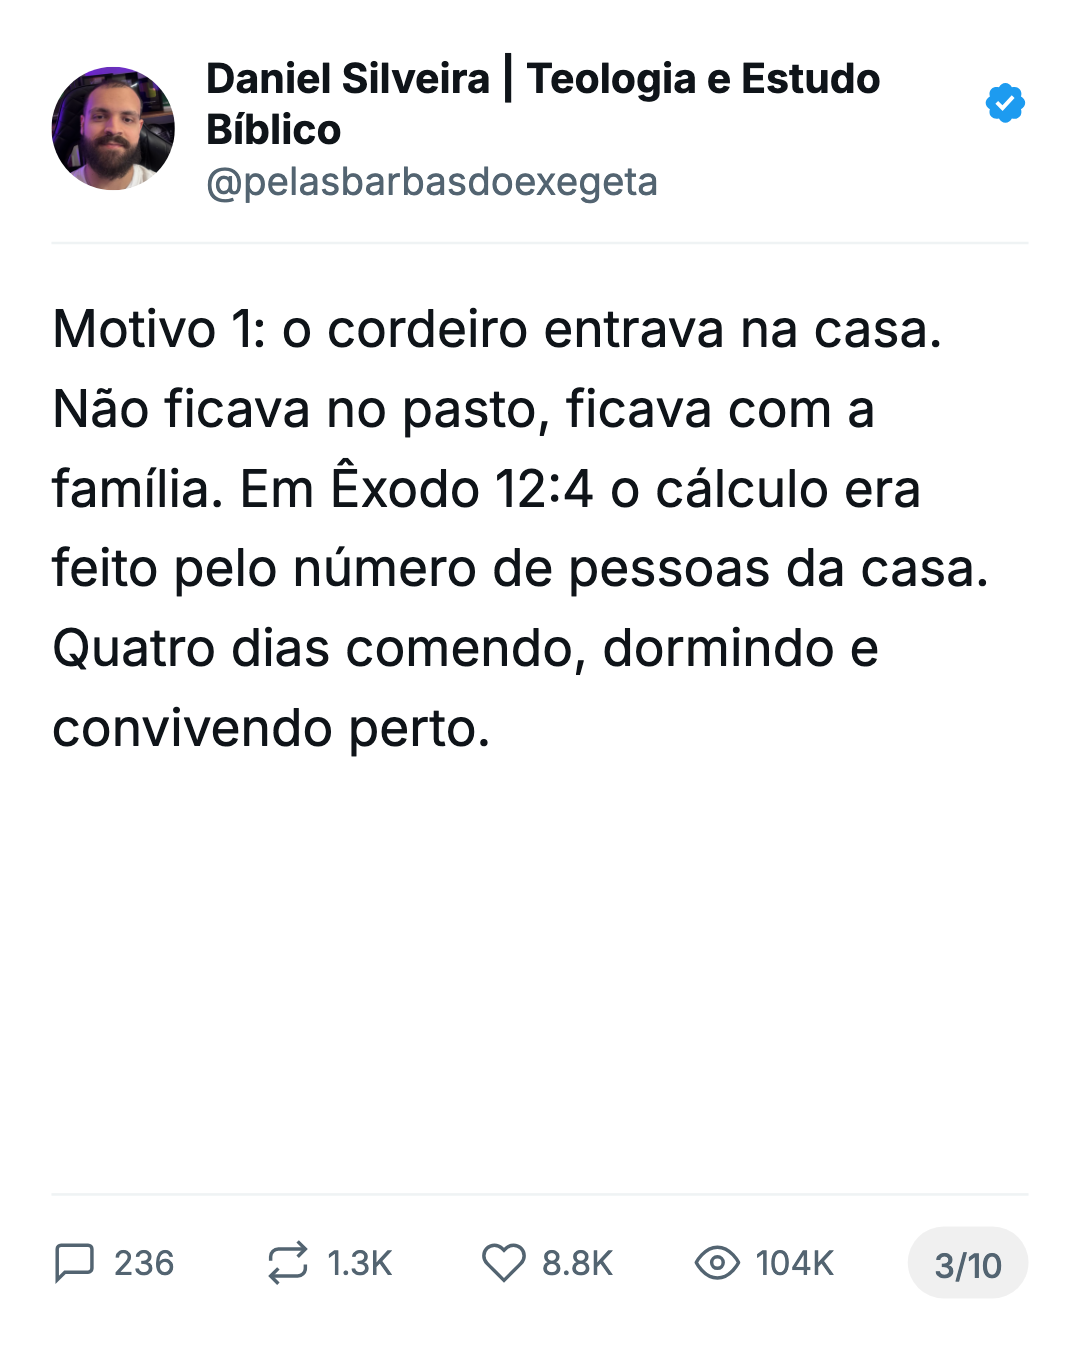 Daniel Silveira | Teologia e Estudo
Bíblico
@pelasbarbasdoexegeta
Motivo 1: o cordeiro entrava na casa.
Não ficava no pasto, ficava com a
família. Em Êxodo 12:4 o cálculo era
feito pelo número de pessoas da casa.
Quatro dias comendo, dormindo e
convivendo perto.
236 1.3K 8.8K 104K 3/10